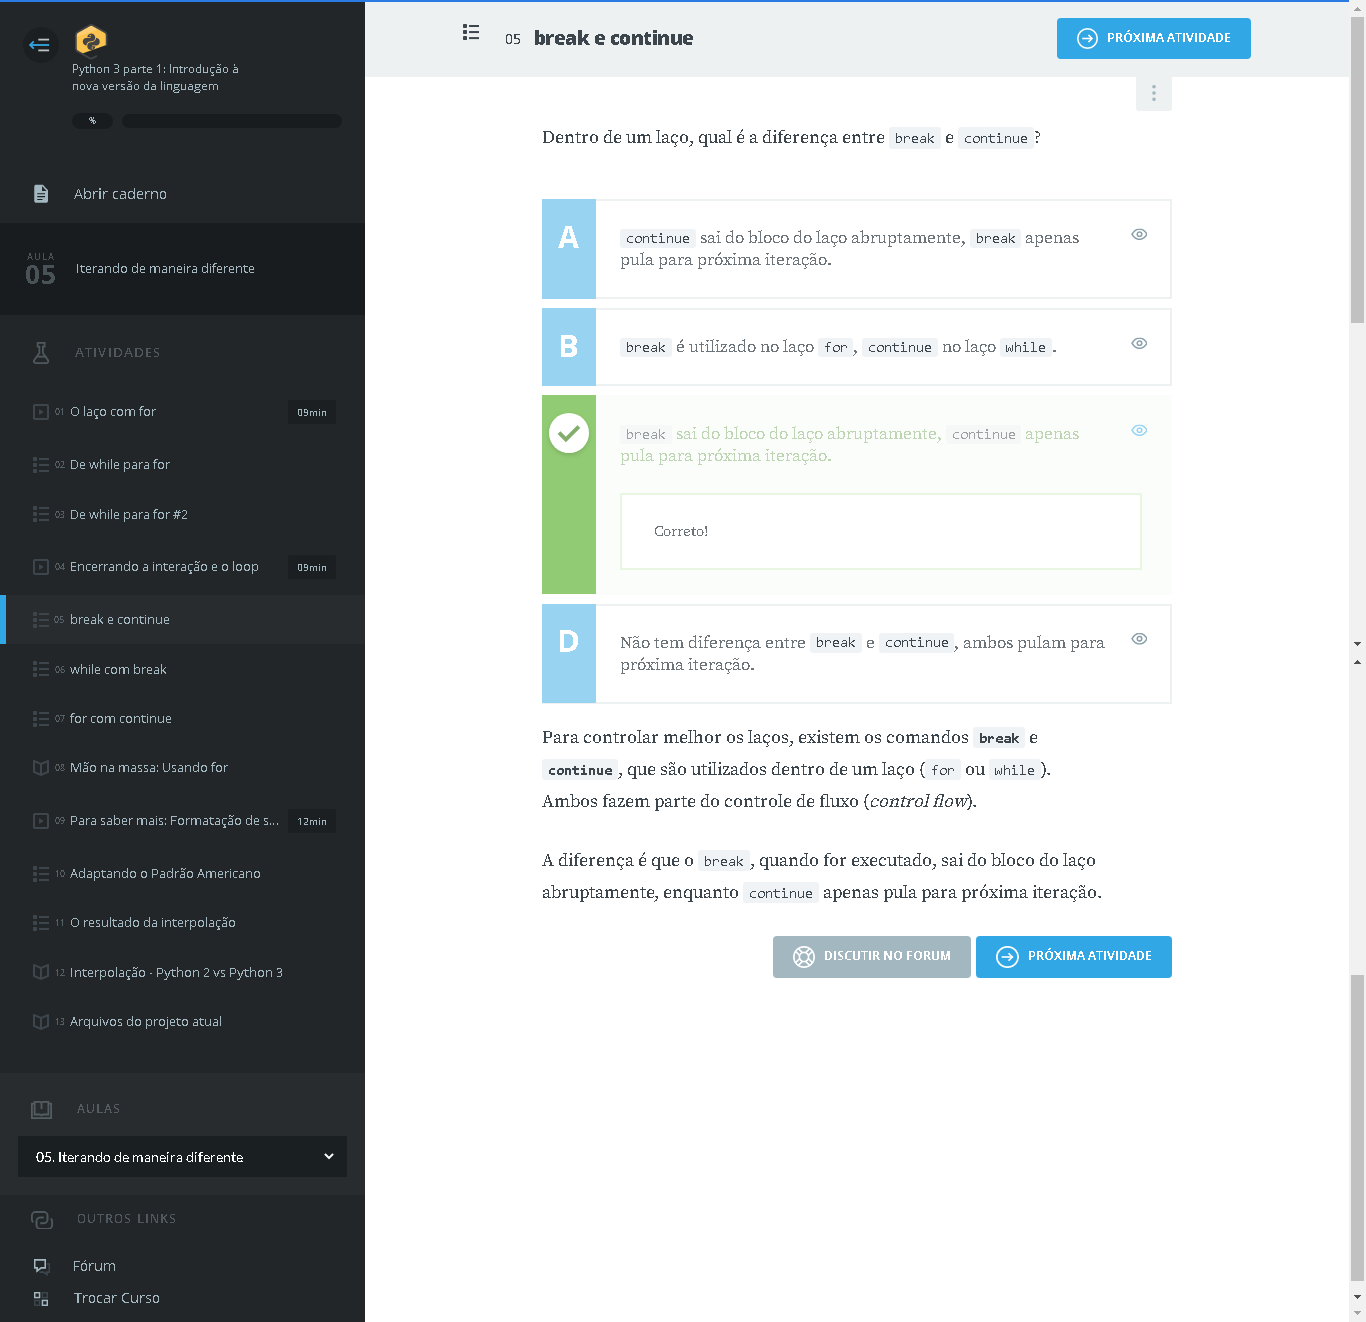 Python 3 parte 1: Introdução à
nova versão da linguagem
%
Abrir caderno
AULA
05
Iterando de maneira diferente
ATIVIDADES
01 O laço com for 09min
02 De while para for
03 De while para for #2
04 Encerrando a interação e o loop 09min
05 break e continue
06 while com break
07 for com continue
08 Mão na massa: Usando for
09 Para saber mais: Formatação de s... 12min
10 Adaptando o Padrão Americano
11 O resultado da interpolação
12 Interpolação - Python 2 vs Python 3
13 Arquivos do projeto atual
AULAS
05. Iterando de maneira diferente
OUTROS LINKS
Fórum
Trocar Curso
05 break e continue
PRÓXIMA ATIVIDADE
Dentro de um laço, qual é a diferença entre break e continue?
A
continue sai do bloco do laço abruptamente, break apenas
pula para próxima iteração.
B
break é utilizado no laço for, continue no laço while.
break sai do bloco do laço abruptamente, continue apenas
pula para próxima iteração.
Correto!
D
Não tem diferença entre break e continue, ambos pulam para
próxima iteração.
Para controlar melhor os laços, existem os comandos break e
continue, que são utilizados dentro de um laço (for ou while).
Ambos fazem parte do controle de fluxo (control flow).
A diferença é que o break, quando for executado, sai do bloco do laço
abruptamente, enquanto continue apenas pula para próxima iteração.
DISCUTIR NO FORUM
PRÓXIMA ATIVIDADE